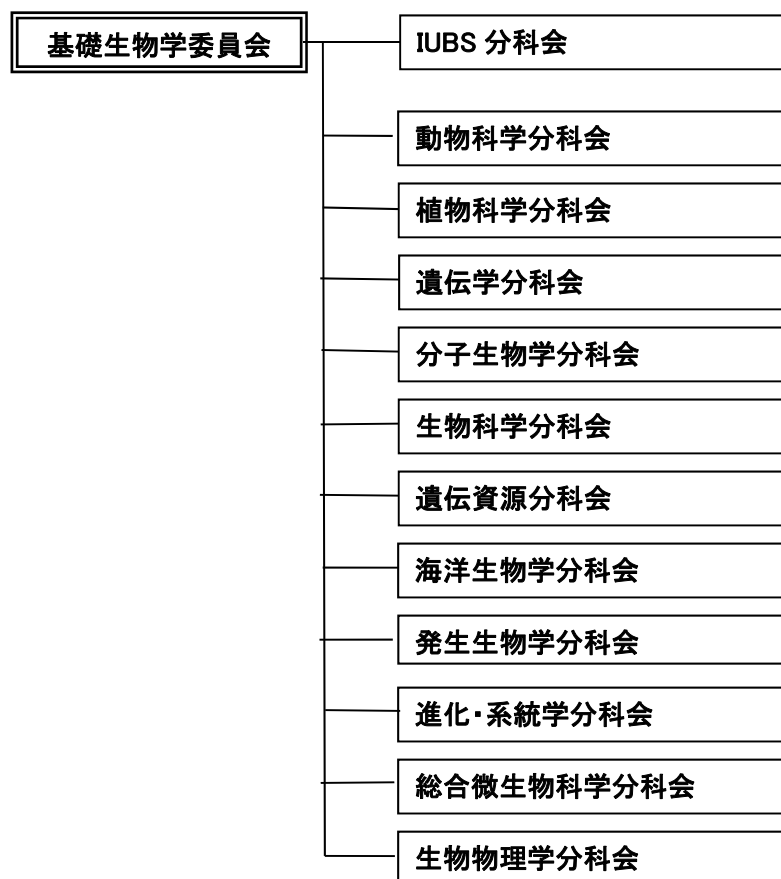 基礎生物学委員会
IUBS 分科会
動物科学分科会
植物科学分科会
遺伝学分科会
分子生物学分科会
生物科学分科会
遺伝資源分科会
海洋生物学分科会
発生生物学分科会
進化・系統学分科会
総合微生物科学分科会
生物物理学分科会